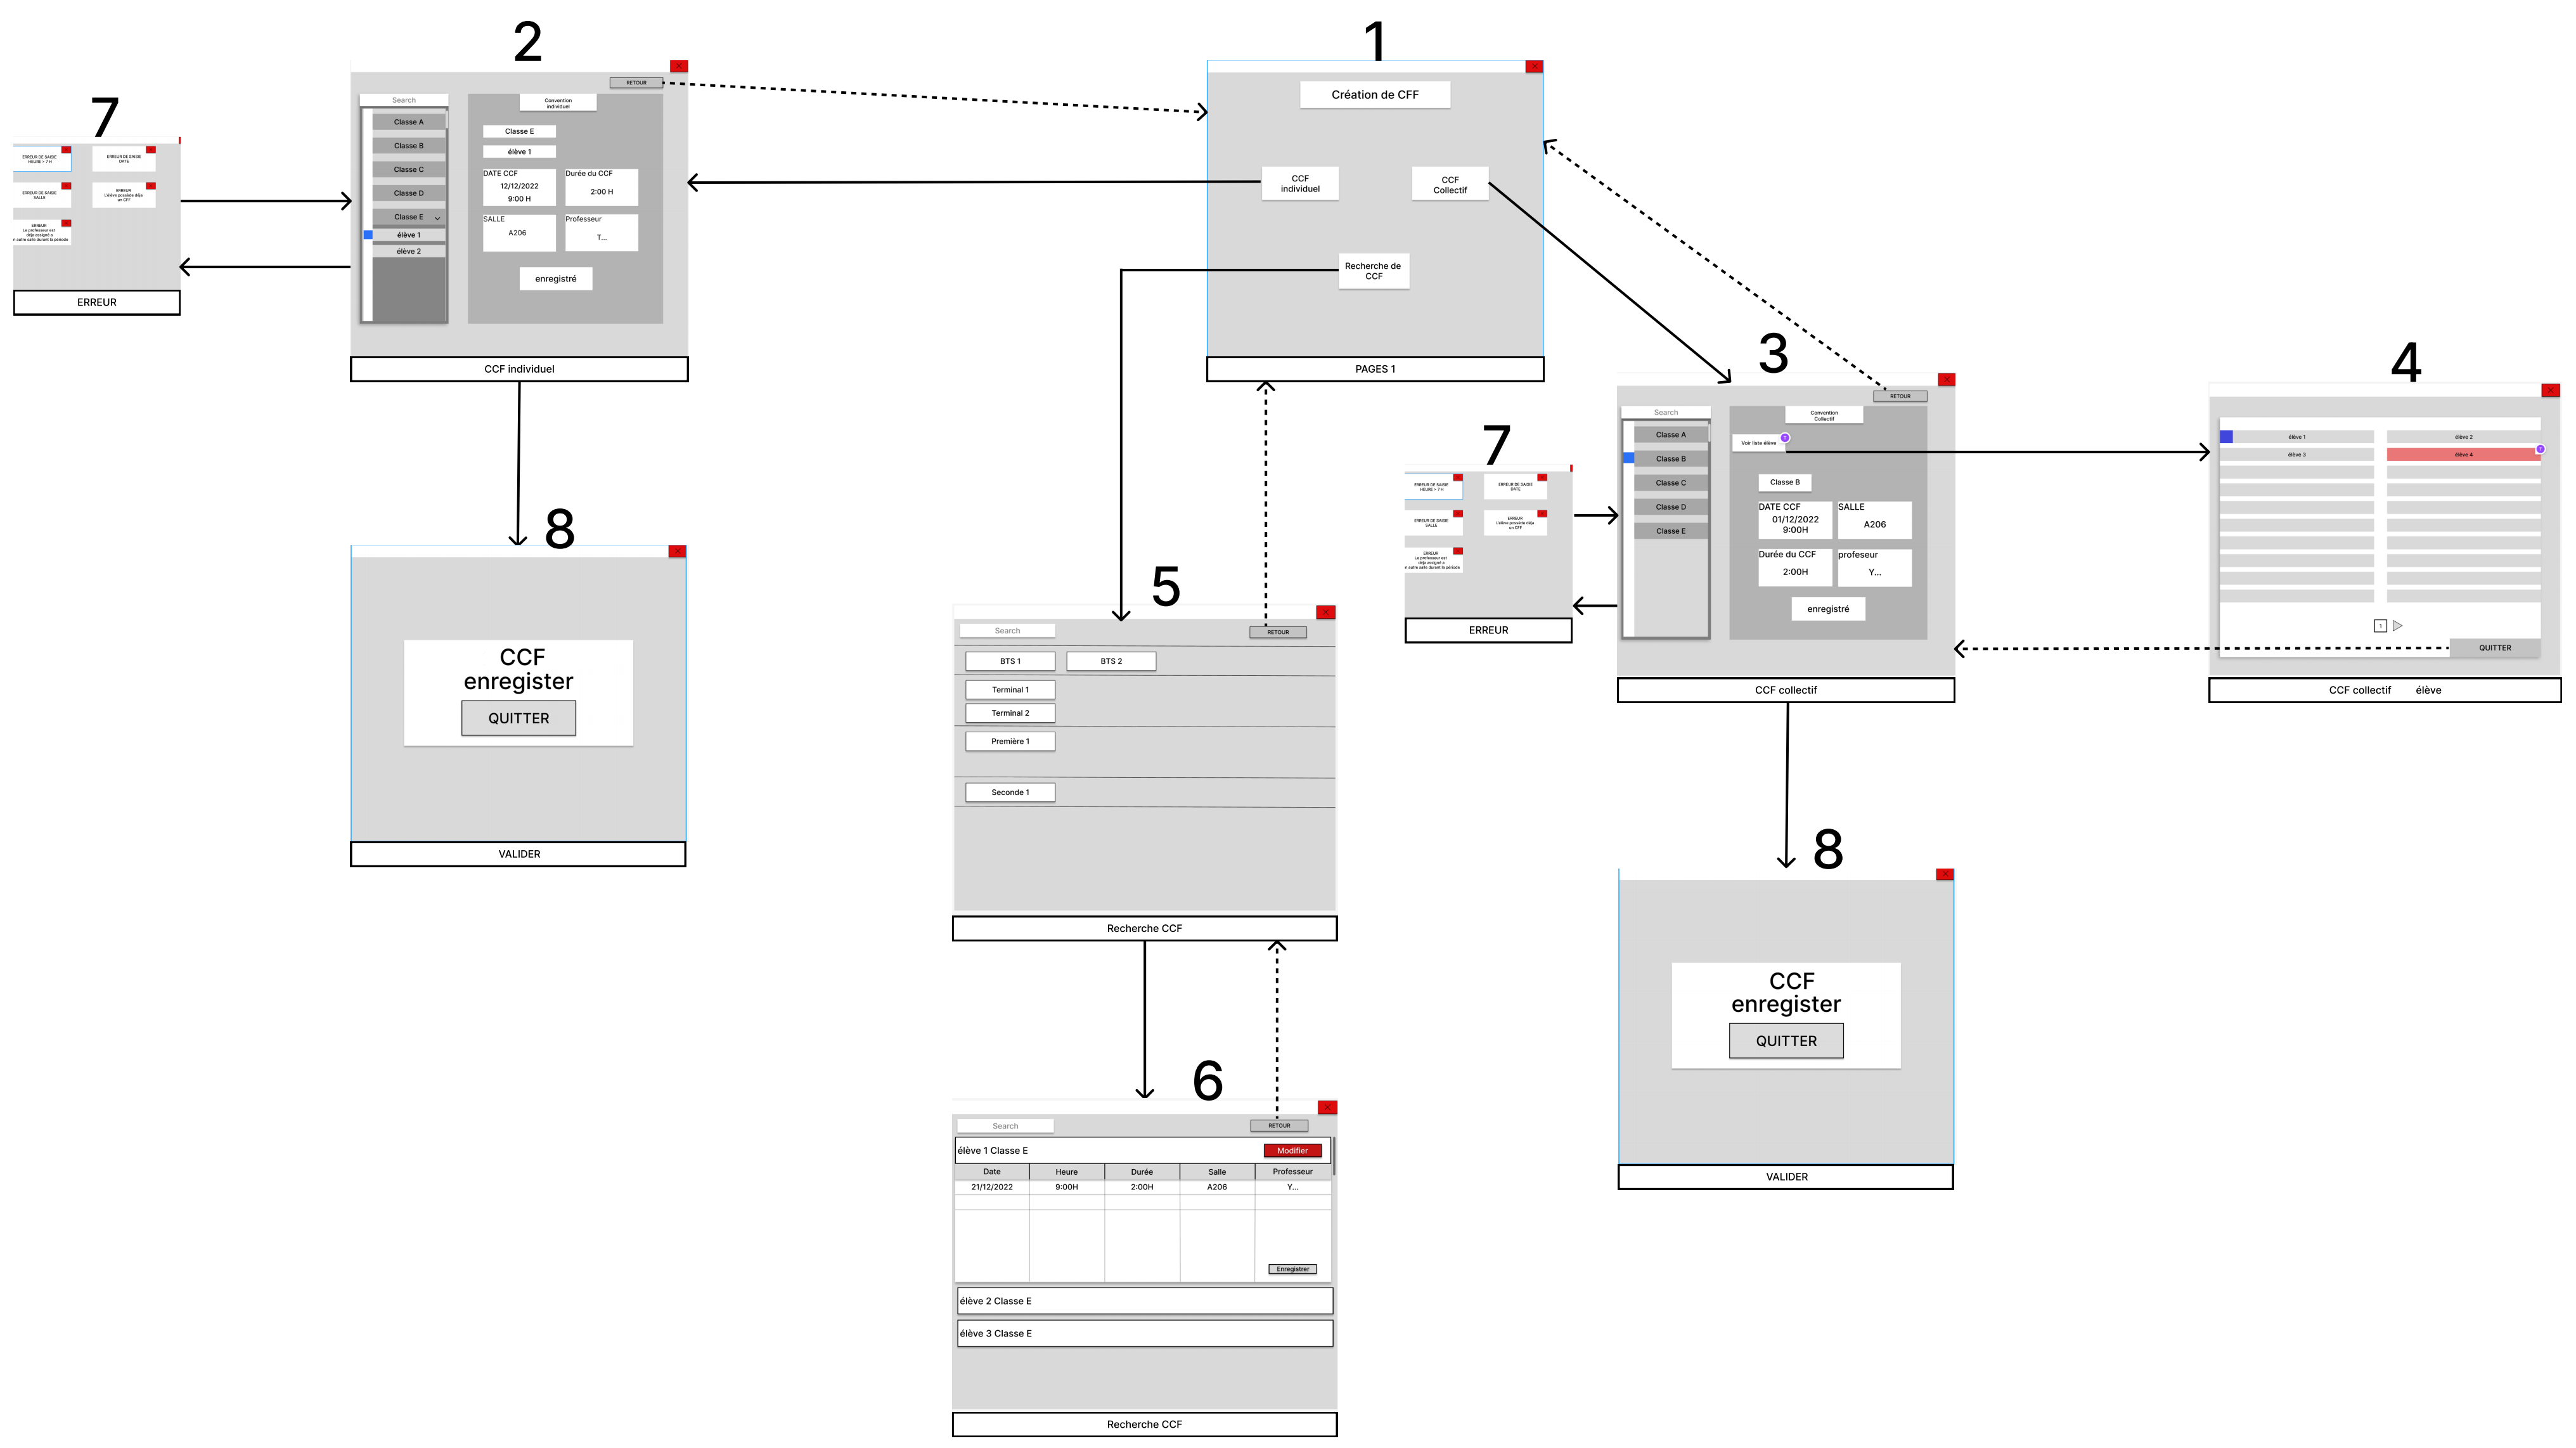 2
RETOUR
Search
Classe A
Classe B
Classe C
Classe D
Classe E
élève 1
élève 2
Convention
individuel
Classe E
élève 1
DATE CCF
12/12/2022
9:00 H
Durée du CCF
2:00 H
SALLE
A206
Professeur
T...
enregistré
CCF individuel
7
ERREUR DE SAISIE
HEURE > 7 H
ERREUR DE SAISIE
DATE
ERREUR DE SAISIE
SALLE
ERREUR
L'élève possède déja
un CFF
ERREUR
Le professeur est
déja assigné a
n autre salle durant la période
ERREUR
8
CCF
enregister
QUITTER
VALIDER
1
Création de CFF
CCF
individuel
CCF
Collectif
Recherche de
CCF
PAGES 1
3
RETOUR
Search
Classe A
Classe B
Classe C
Classe D
Classe E
Convention
Collectif
Voir liste élève
Classe B
DATE CCF
01/12/2022
9:00H
SALLE
A206
Durée du CCF
2:00H
profeseur
Y...
enregistré
CCF collectif
4
élève 1
élève 2
élève 3
élève 4
1
QUITTER
CCF collectif élève
7
ERREUR DE SAISIE
HEURE > 7 H
ERREUR DE SAISIE
DATE
ERREUR DE SAISIE
SALLE
ERREUR
L'élève possède déja
un CFF
ERREUR
Le professeur est
déja assigné a
n autre salle durant la période
ERREUR
5
Search
RETOUR
BTS 1
BTS 2
Terminal 1
Terminal 2
Première 1
Seconde 1
Recherche CCF
8
CCF
enregister
QUITTER
VALIDER
6
Search
RETOUR
élève 1 Classe E
Modifier
Date Heure Durée Salle Professeur
21/12/2022 9:00H 2:00H A206 Y...
Enregistrer
élève 2 Classe E
élève 3 Classe E
Recherche CCF